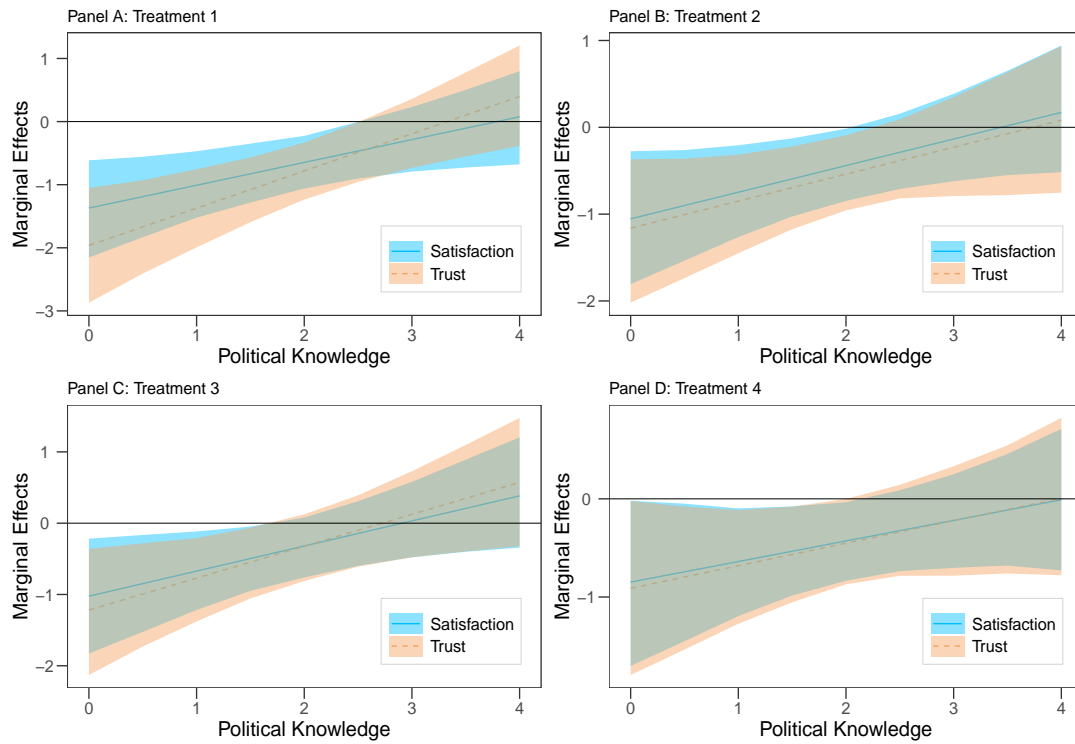 Panel A: Treatment 1
Marginal Effects
1
0
−1
−2
−3
Satisfaction
Trust
0 1 2 3 4
Political Knowledge
Panel B: Treatment 2
Marginal Effects
1
0
−1
−2
Satisfaction
Trust
0 1 2 3 4
Political Knowledge
Panel C: Treatment 3
Marginal Effects
1
0
−1
−2
Satisfaction
Trust
0 1 2 3 4
Political Knowledge
Panel D: Treatment 4
Marginal Effects
0
−1
Satisfaction
Trust
0 1 2 3 4
Political Knowledge